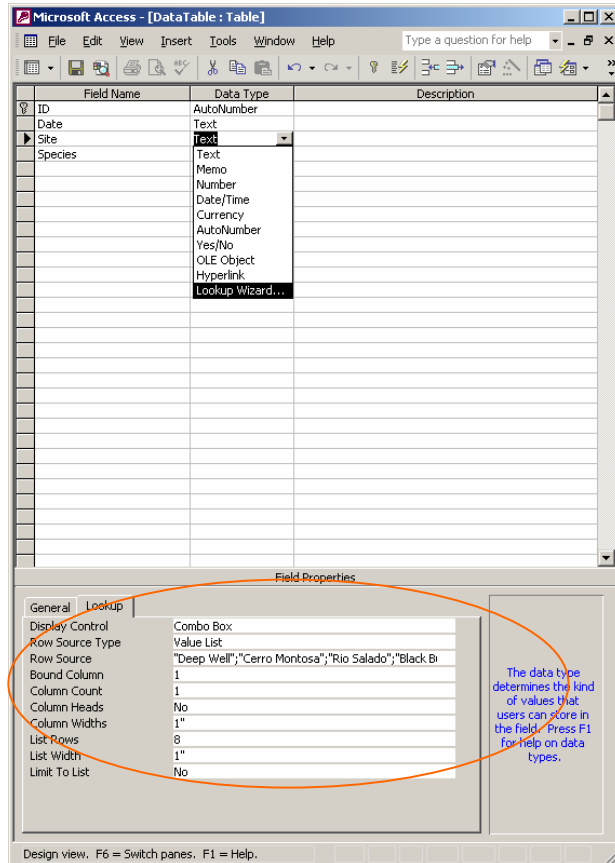 Microsoft Access - [DataTable : Table]
File Edit View Insert Tools Window Help Type a question for help
Field Name Data Type Description
ID AutoNumber
Date Text
Site Text
Species Text
Memo
Number
Date/Time
Currency
AutoNumber
Yes/No
OLE Object
Hyperlink
Lookup Wizard...
Field Properties
General Lookup
Display Control Combo Box
Row Source Type Value List
Row Source "Deep Well";"Cerro Montosa";"Rio Salado";"Black Bu
Bound Column 1
Column Count 1
Column Heads No
Column Widths 1"
List Rows 8
List Width 1"
Limit To List No
The data type
determines the kind
of values that
users can store in
the field. Press F1
for help on data
types.
Design view. F6 = Switch panes. F1 = Help.